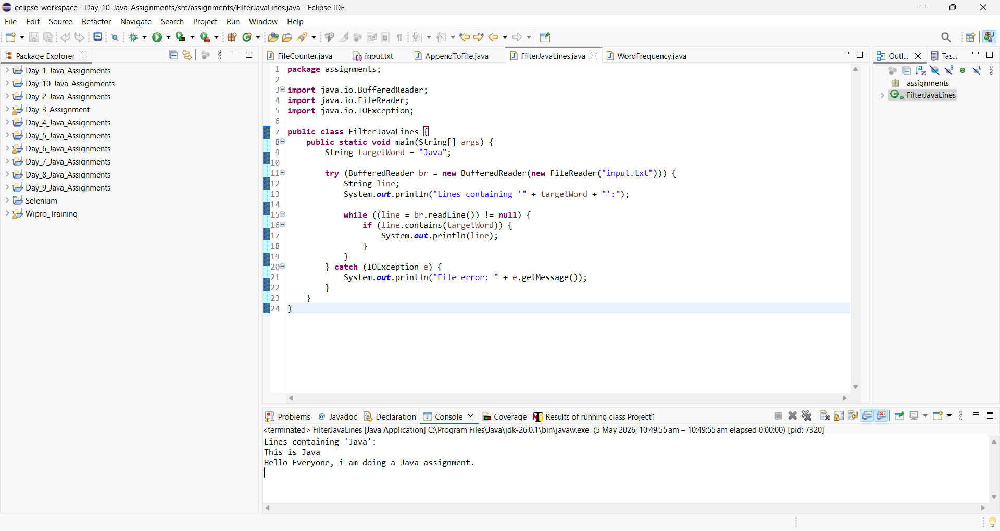 eclipse-workspace - Day_10_Java_Assignments/src/assignments/FilterJavaLines.java - Eclipse IDE
File Edit Source Refactor Navigate Search Project Run Window Help
Package Explorer
Day_1_Java_Assignments
Day_10_Java_Assignments
Day_2_Java_Assignments
Day_3_Assignment
Day_4_Java_Assignments
Day_5_Java_Assignments
Day_6_Java_Assignments
Day_7_Java_Assignments
Day_8_Java_Assignments
Day_9_Java_Assignments
Selenium
Wipro_Training
FileCounter.java input.txt AppendToFile.java FilterJavaLines.java WordFrequency.java
1 package assignments;
2
3 import java.io.BufferedReader;
4 import java.io.FileReader;
5 import java.io.IOException;
6
7 public class FilterJavaLines {
8     public static void main(String[] args) {
9         String targetWord = "Java";
10
11         try (BufferedReader br = new BufferedReader(new FileReader("input.txt"))) {
12             String line;
13             System.out.println("Lines containing '" + targetWord + "':");
14
15             while ((line = br.readLine()) != null) {
16                 if (line.contains(targetWord)) {
17                     System.out.println(line);
18                 }
19             }
20         } catch (IOException e) {
21             System.out.println("File error: " + e.getMessage());
22         }
23     }
24 }
Outl... Tas...
assignments
FilterJavaLines
Problems Javadoc Declaration Console Coverage Results of running class Project1
<terminated> FilterJavaLines [Java Application] C:\Program Files\Java\jdk-26.0.1\bin\javaw.exe (5 May 2026, 10:49:55 am – 10:49:55 am elapsed 0:00:00) [pid: 7320]
Lines containing 'Java':
This is Java
Hello Everyone, i am doing a Java assignment.